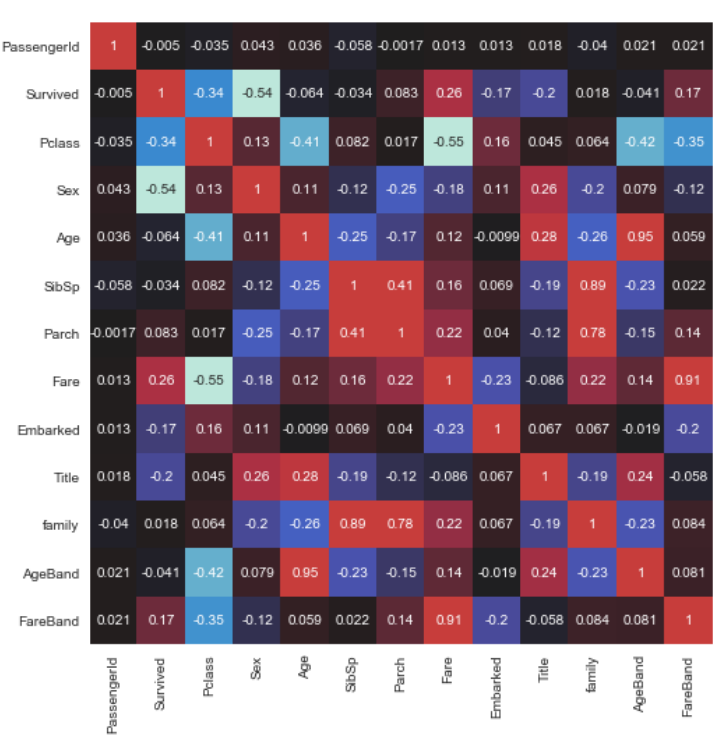 PassengerId 1 -0.005 -0.035 0.043 0.036 -0.058 -0.0017 0.013 0.013 0.018 -0.04 0.021 0.021
Survived -0.005 1 -0.34 -0.54 -0.064 -0.034 0.083 0.26 -0.17 -0.2 0.018 -0.041 0.17
Pclass -0.035 -0.34 1 0.13 -0.41 0.082 0.017 -0.55 0.16 0.045 0.064 -0.42 -0.35
Sex 0.043 -0.54 0.13 1 0.11 -0.12 -0.25 -0.18 0.11 0.26 -0.2 0.079 -0.12
Age 0.036 -0.064 -0.41 0.11 1 -0.25 -0.17 0.12 -0.0099 0.28 -0.26 0.95 0.059
SibSp -0.058 -0.034 0.082 -0.12 -0.25 1 0.41 0.16 0.069 -0.19 0.89 -0.23 0.022
Parch -0.0017 0.083 0.017 -0.25 -0.17 0.41 1 0.22 0.04 -0.12 0.78 -0.15 0.14
Fare 0.013 0.26 -0.55 -0.18 0.12 0.16 0.22 1 -0.23 -0.086 0.22 0.14 0.91
Embarked 0.013 -0.17 0.16 0.11 -0.0099 0.069 0.04 -0.23 1 0.067 0.067 -0.019 -0.2
Title 0.018 -0.2 0.045 0.26 0.28 -0.19 -0.12 -0.086 0.067 1 -0.19 0.24 -0.058
family -0.04 0.018 0.064 -0.2 -0.26 0.89 0.78 0.22 0.067 -0.19 1 -0.23 0.084
AgeBand 0.021 -0.041 -0.42 0.079 0.95 -0.23 -0.15 0.14 -0.019 0.24 -0.23 1 0.081
FareBand 0.021 0.17 -0.35 -0.12 0.059 0.022 0.14 0.91 -0.2 -0.058 0.084 0.081 1
PassengerId Survived Pclass Sex Age SibSp Parch Fare Embarked Title family AgeBand FareBand